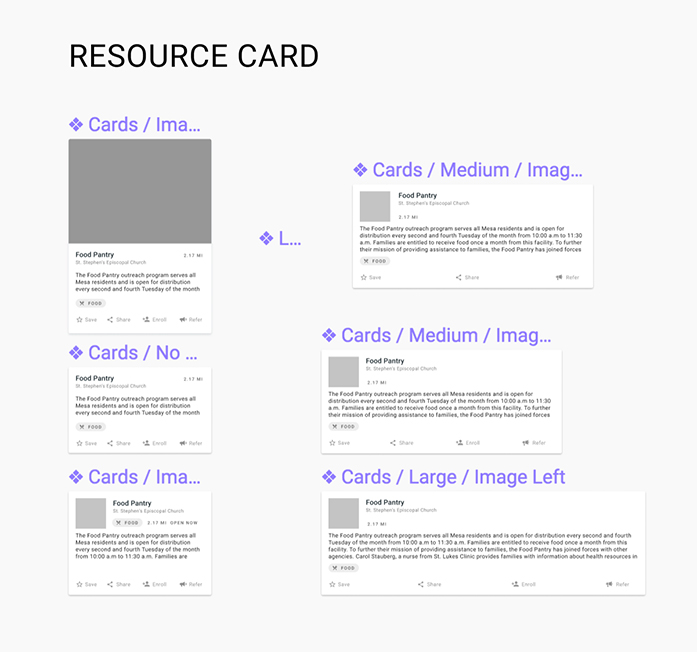 RESOURCE CARD
Cards / Ima...
Food Pantry
2.17 MI
St. Stephen's Episcopal Church
The Food Pantry outreach program serves all
Mesa residents and is open for distribution
every second and fourth Tuesday of the month
FOOD
Save Share Enroll Refer
Cards / No ...
Food Pantry
2.17 MI
St. Stephen's Episcopal Church
The Food Pantry outreach program serves all
Mesa residents and is open for distribution
every second and fourth Tuesday of the month
FOOD
Save Share Enroll Refer
Cards / Ima...
Food Pantry
St. Stephen's Episcopal Church
FOOD 2.17 MI OPEN NOW
The Food Pantry outreach program serves all
Mesa residents and is open for distribution
every second and fourth Tuesday of the month
from 10:00 a.m to 11:30 a.m. Families are
Save Share Enroll Refer
L...
Cards / Medium / Imag...
Food Pantry
St. Stephen's Episcopal Church
2.17 MI
The Food Pantry outreach program serves all Mesa residents and is open for
distribution every second and fourth Tuesday of the month from 10:00 a.m to 11:30
a.m. Families are entitled to receive food once a month from this facility. To further
their mission of providing assistance to families, the Food Pantry has joined forces
FOOD
Save Share Refer
Cards / Medium / Imag...
Food Pantry
St. Stephen's Episcopal Church
2.17 MI
The Food Pantry outreach program serves all Mesa residents and is open for
distribution every second and fourth Tuesday of the month from 10:00 a.m to 11:30
a.m. Families are entitled to receive food once a month from this facility. To further
their mission of providing assistance to families, the Food Pantry has joined forces
FOOD
Save Share Enroll Refer
Cards / Large / Image Left
Food Pantry
St. Stephen's Episcopal Church
2.17 MI
The Food Pantry outreach program serves all Mesa residents and is open for distribution every second and fourth
Tuesday of the month from 10:00 a.m to 11:30 a.m. Families are entitled to receive food once a month from this
facility. To further their mission of providing assistance to families, the Food Pantry has joined forces with other
agencies. Carol Stauberg, a nurse from St. Lukes Clinic provides families with information about health resources in
FOOD
Save Share Enroll Refer